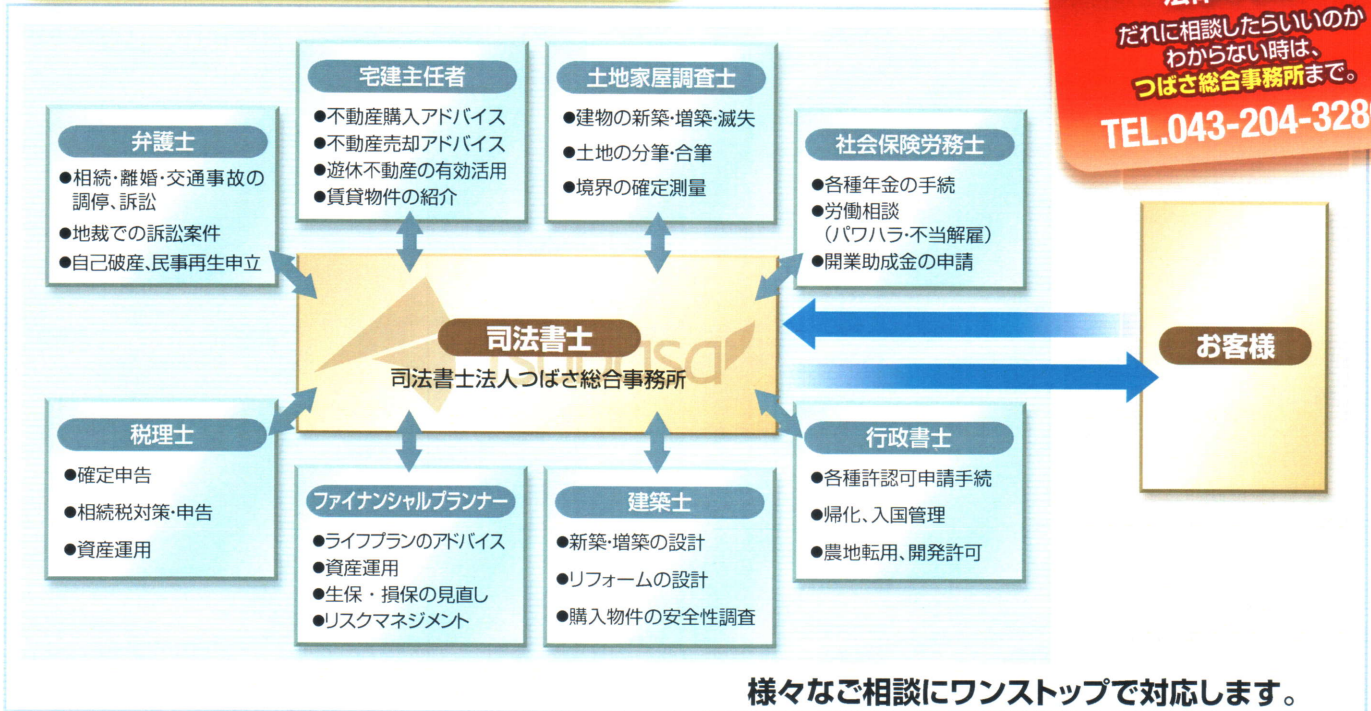 だれに相談したらいいのか
わからない時は、
つばさ総合事務所まで。
TEL.043-204-328
宅建主任者
●不動産購入アドバイス
●不動産売却アドバイス
●遊休不動産の有効活用
●賃貸物件の紹介
土地家屋調査士
●建物の新築・増築・滅失
●土地の分筆・合筆
●境界の確定測量
弁護士
●相続・離婚・交通事故の
調停、訴訟
●地裁での訴訟案件
●自己破産、民事再生申立
社会保険労務士
●各種年金の手続
●労働相談
（パワハラ・不当解雇）
●開業助成金の申請
司法書士
司法書士法人つばさ総合事務所
お客様
税理士
●確定申告
●相続税対策・申告
●資産運用
ファイナンシャルプランナー
●ライフプランのアドバイス
●資産運用
●生保・損保の見直し
●リスクマネジメント
建築士
●新築・増築の設計
●リフォームの設計
●購入物件の安全性調査
行政書士
●各種許認可申請手続
●帰化、入国管理
●農地転用、開発許可
様々なご相談にワンストップで対応します。